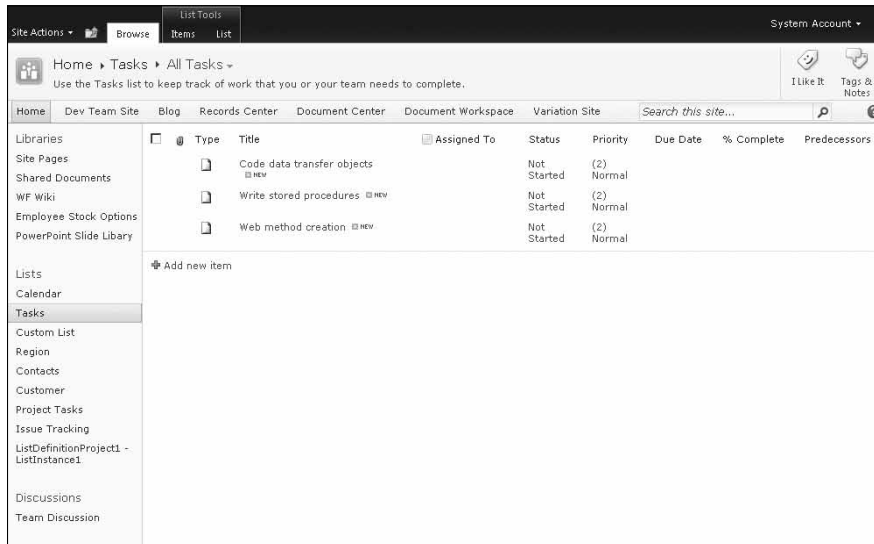 List Tools
Site Actions Browse Items List System Account
Home Tasks All Tasks
Use the Tasks list to keep track of work that you or your team needs to complete.
I Like It Tags &
Notes
Home Dev Team Site Blog Records Center Document Center Document Workspace Variation Site Search this site...
Libraries
Site Pages
Shared Documents
WF Wiki
Employee Stock Options
PowerPoint Slide Libary
Lists
Calendar
Tasks
Custom List
Region
Contacts
Customer
Project Tasks
Issue Tracking
ListDefinitionProject1 -
ListInstance1
Discussions
Team Discussion
Type Title Assigned To Status Priority Due Date % Complete Predecessors
Code data transfer objects Not (2)
NEW Started Normal
Write stored procedures NEW Not (2)
Started Normal
Web method creation NEW Not (2)
Started Normal
Add new item